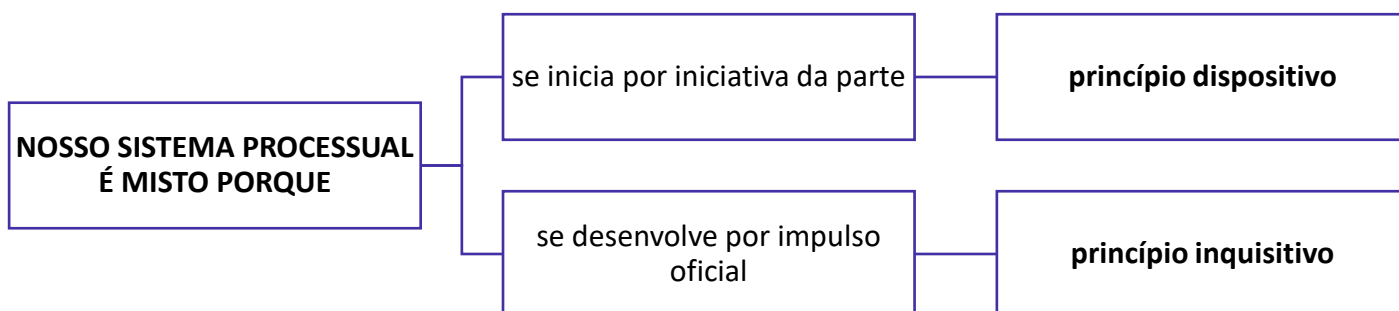 NOSSO SISTEMA PROCESSUAL
É MISTO PORQUE
se inicia por iniciativa da parte
princípio dispositivo
se desenvolve por impulso
oficial
princípio inquisitivo